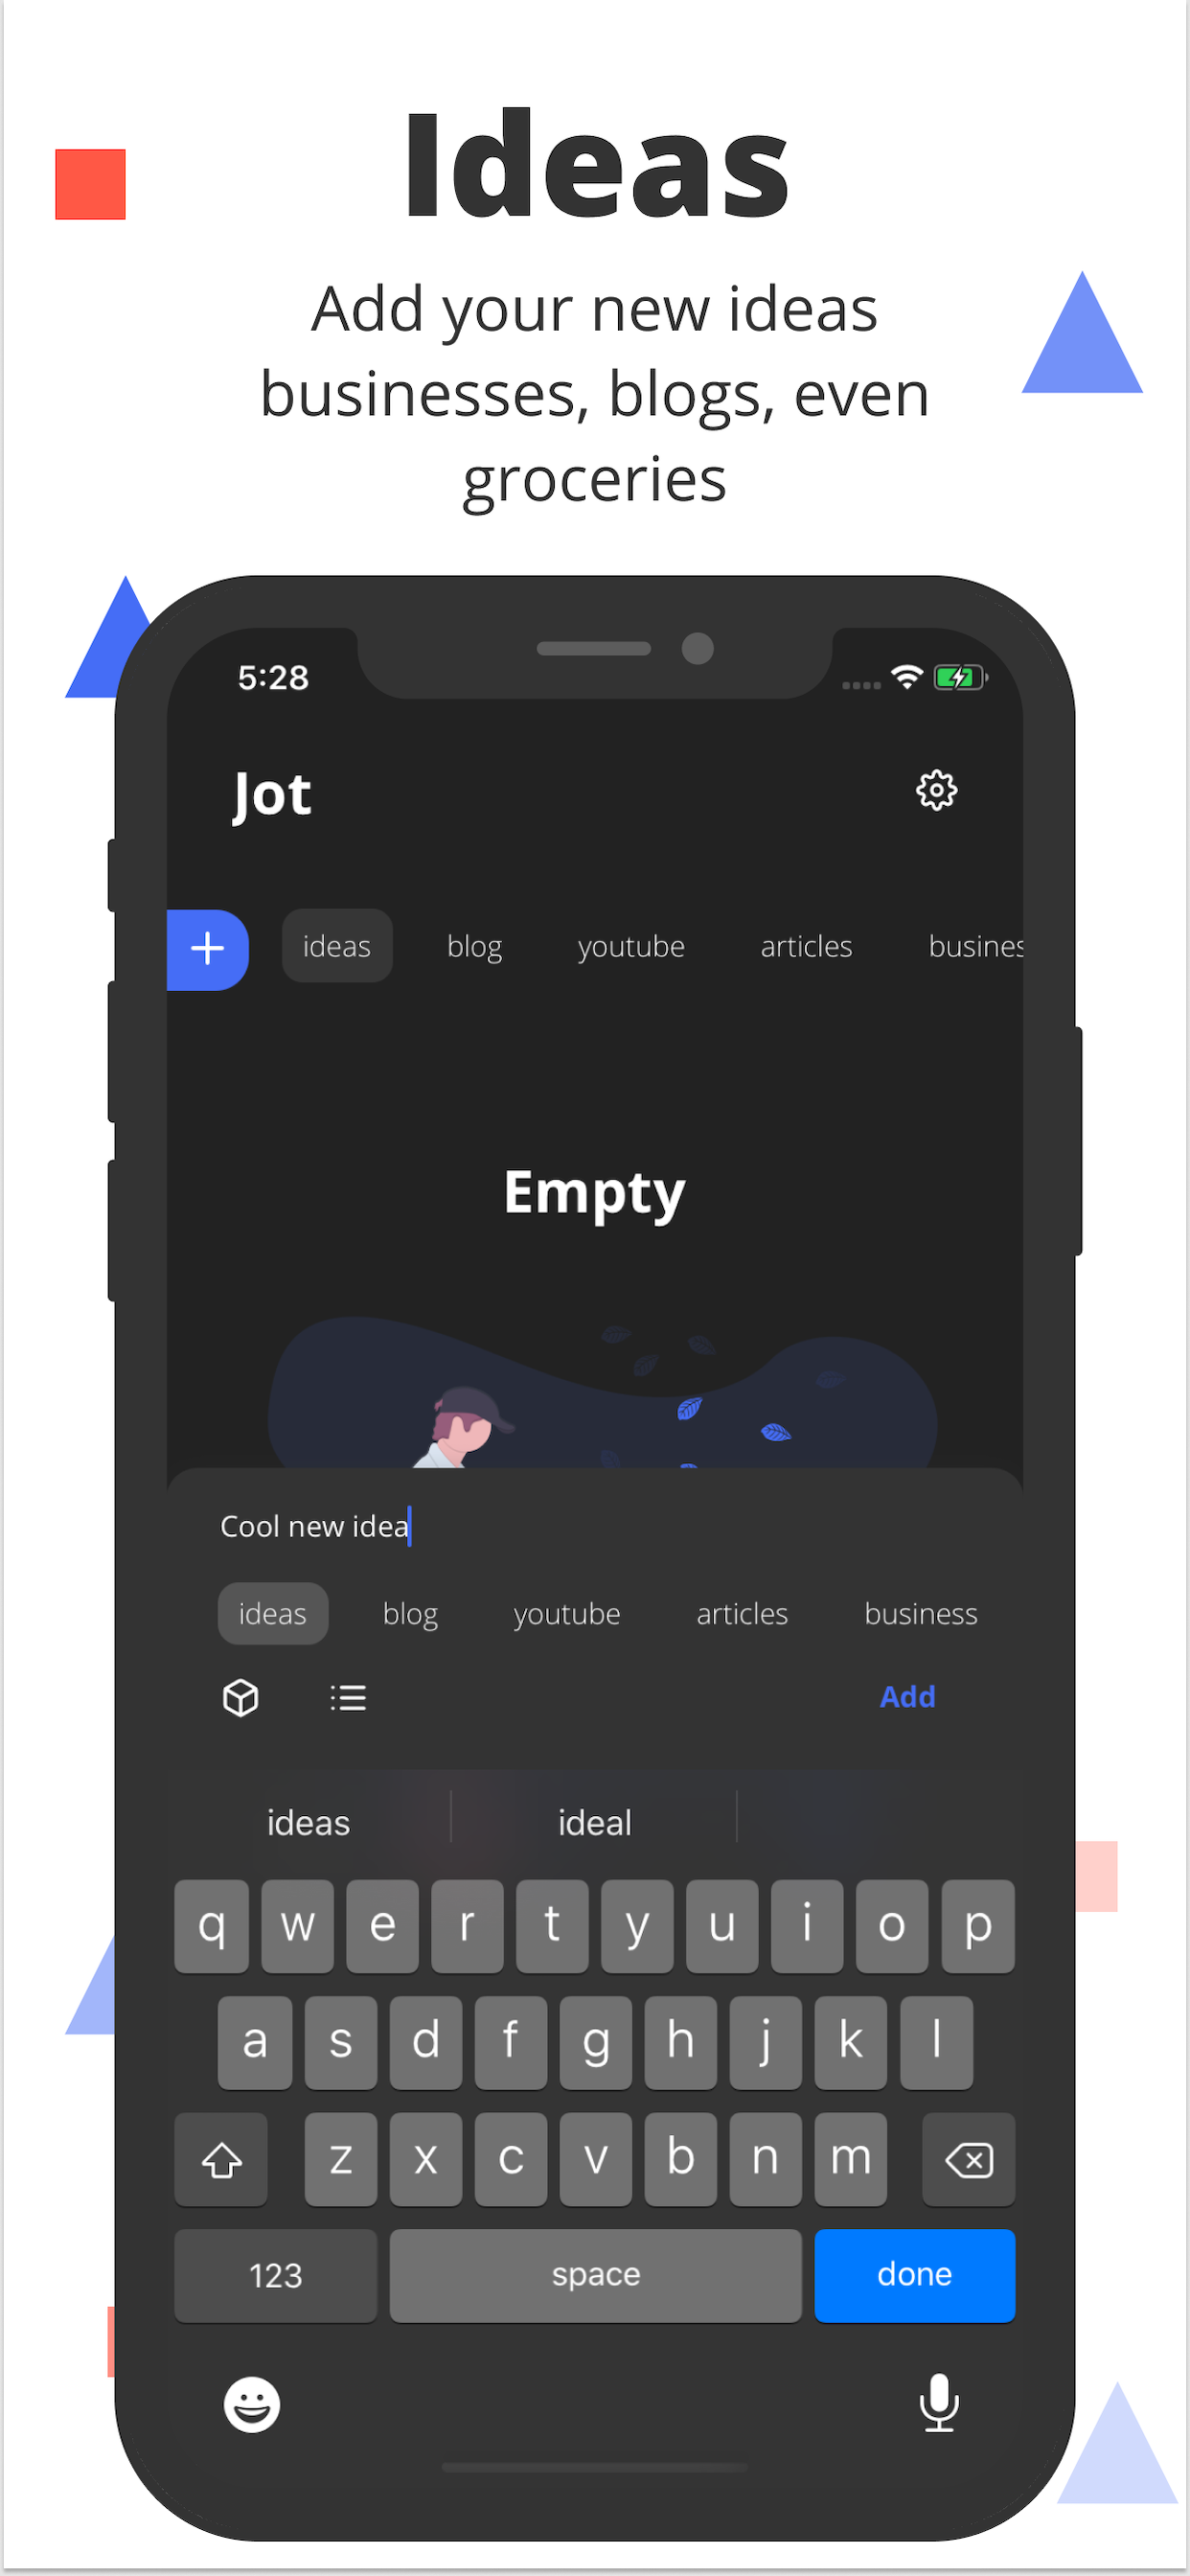 Ideas
Add your new ideas
businesses, blogs, even
groceries
5:28
Jot
ideas blog youtube articles busines
Empty
Cool new idea
ideas blog youtube articles business
Add
ideas ideal
q w e r t y u i o p
a s d f g h j k l
z x c v b n m
123 space done